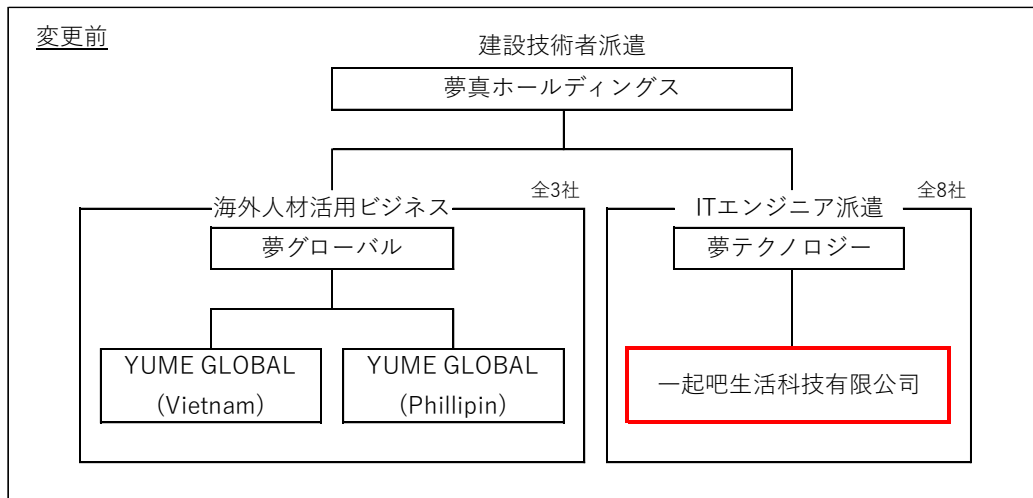 変更前
建設技術者派遣
夢真ホールディングス
全3社
海外人材活用ビジネス
夢グローバル
YUME GLOBAL
(Vietnam)
YUME GLOBAL
(Phillipin)
全8社
ITエンジニア派遣
夢テクノロジー
一起吧生活科技有限公司